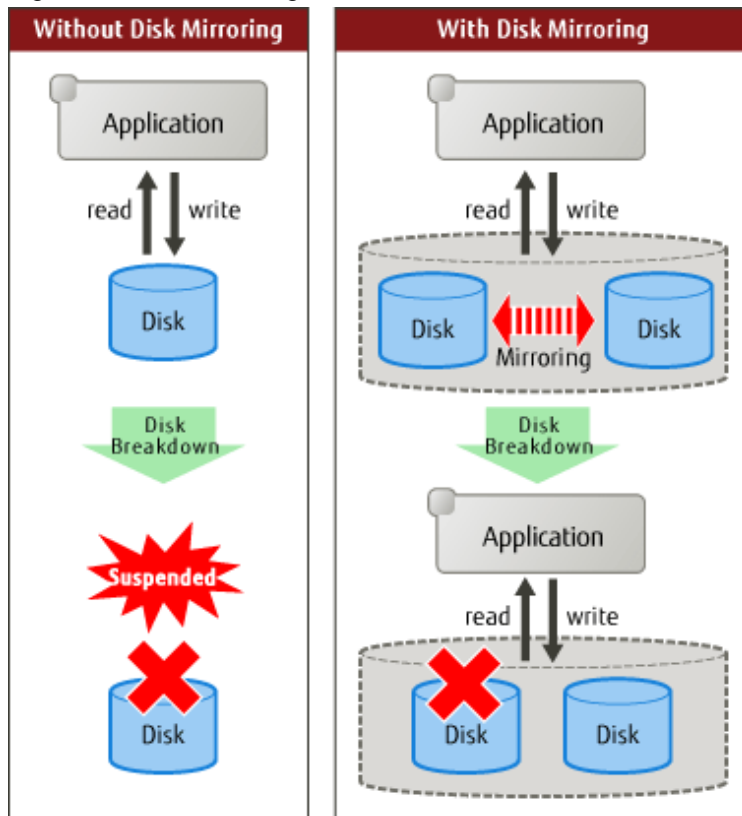 Without Disk Mirroring
Application
read
write
Disk
Disk
Breakdown
Suspended
Disk
With Disk Mirroring
Application
read
write
Disk
Mirroring
Disk
Disk
Breakdown
Application
read
write
Disk
Disk